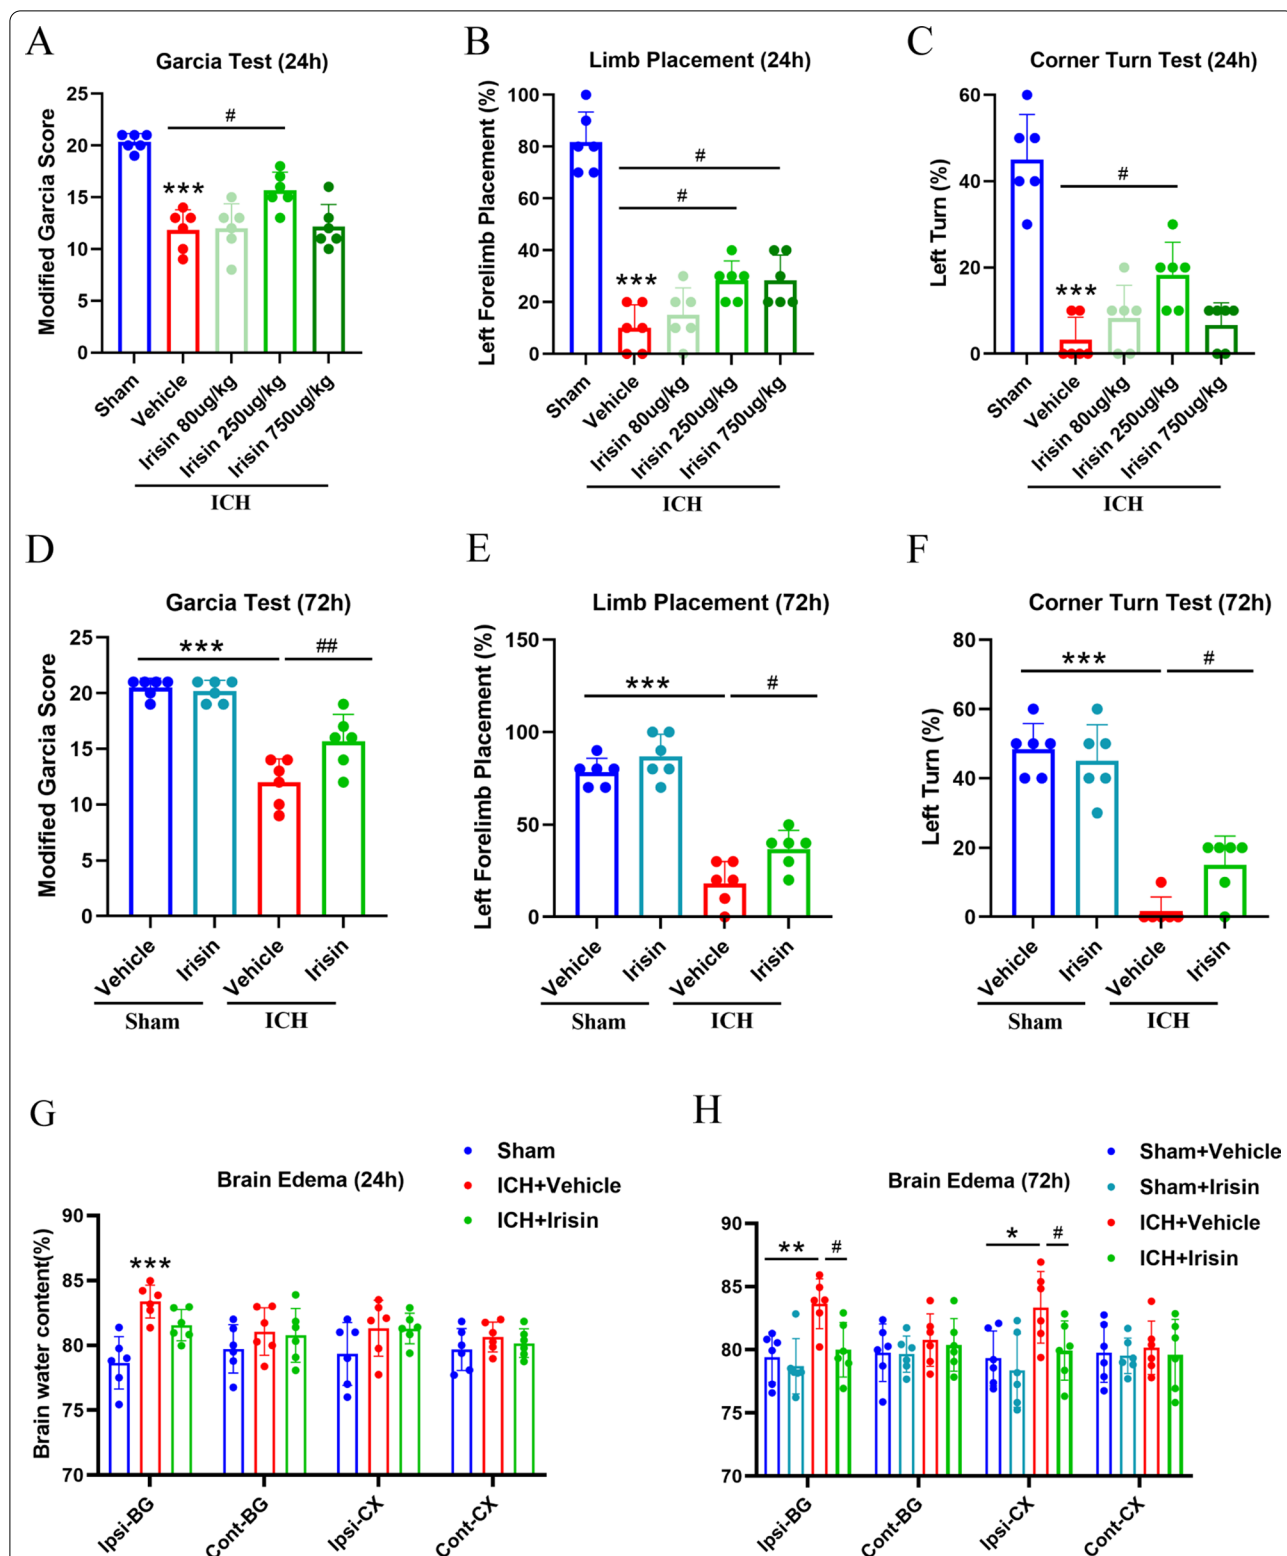 A
Garcia Test (24h)
Modified Garcia Score
25
20
15
10
5
0
#
***
Sham
Vehicle
Irisin 80ug/kg
Irisin 250ug/kg
Irisin 750ug/kg
ICH
B
Limb Placement (24h)
Left Forelimb Placement (%)
100
80
60
40
20
0
#
#
***
Sham
Vehicle
Irisin 80ug/kg
Irisin 250ug/kg
Irisin 750ug/kg
ICH
C
Corner Turn Test (24h)
Left Turn (%)
60
40
20
0
#
***
Sham
Vehicle
Irisin 80ug/kg
Irisin 250ug/kg
Irisin 750ug/kg
ICH
D
Garcia Test (72h)
Modified Garcia Score
25
20
15
10
5
0
***
##
Vehicle
Irisin
Vehicle
Irisin
Sham
ICH
E
Limb Placement (72h)
Left Forelimb Placement (%)
150
100
50
0
***
#
Vehicle
Irisin
Vehicle
Irisin
Sham
ICH
F
Corner Turn Test (72h)
Left Turn (%)
80
60
40
20
0
***
#
Vehicle
Irisin
Vehicle
Irisin
Sham
ICH
G
Sham
ICH+Vehicle
ICH+Irisin
Brain Edema (24h)
Brain water content(%)
90
85
80
75
70
***
Ipsi-BG
Cont-BG
Ipsi-CX
Cont-CX
H
Sham+Vehicle
Sham+Irisin
ICH+Vehicle
ICH+Irisin
Brain Edema (72h)
90
85
80
75
70
**
#
*
#
Ipsi-BG
Cont-BG
Ipsi-CX
Cont-CX